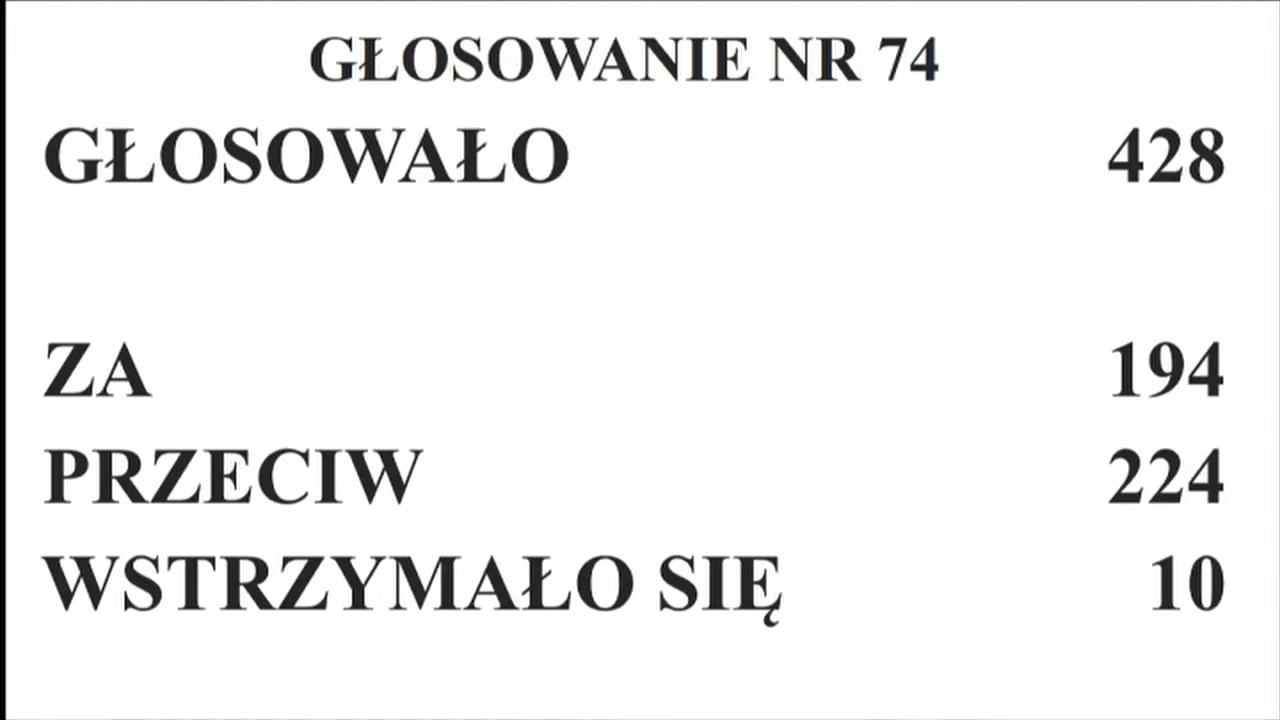 GŁOSOWANIE NR 74
GŁOSOWAŁO 428
ZA 194
PRZECIW 224
WSTRZYMAŁO SIĘ 10